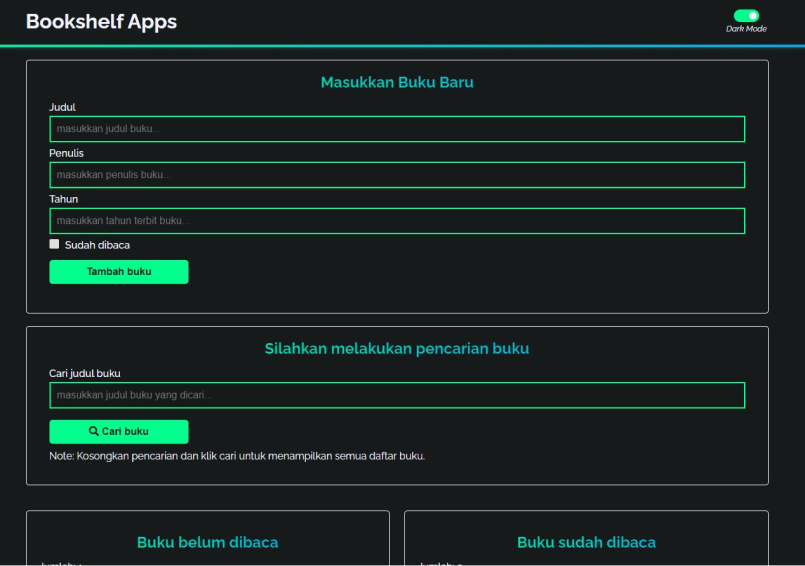 Bookshelf Apps
Dark Mode
Masukkan Buku Baru
Judul
masukkan judul buku...
Penulis
masukkan penulis buku...
Tahun
masukkan tahun terbit buku...
Sudah dibaca
Tambah buku
Silahkan melakukan pencarian buku
Cari judul buku
masukkan judul buku yang dicari...
Cari buku
Note: Kosongkan pencarian dan klik cari untuk menampilkan semua daftar buku.
Buku belum dibaca
Buku sudah dibaca